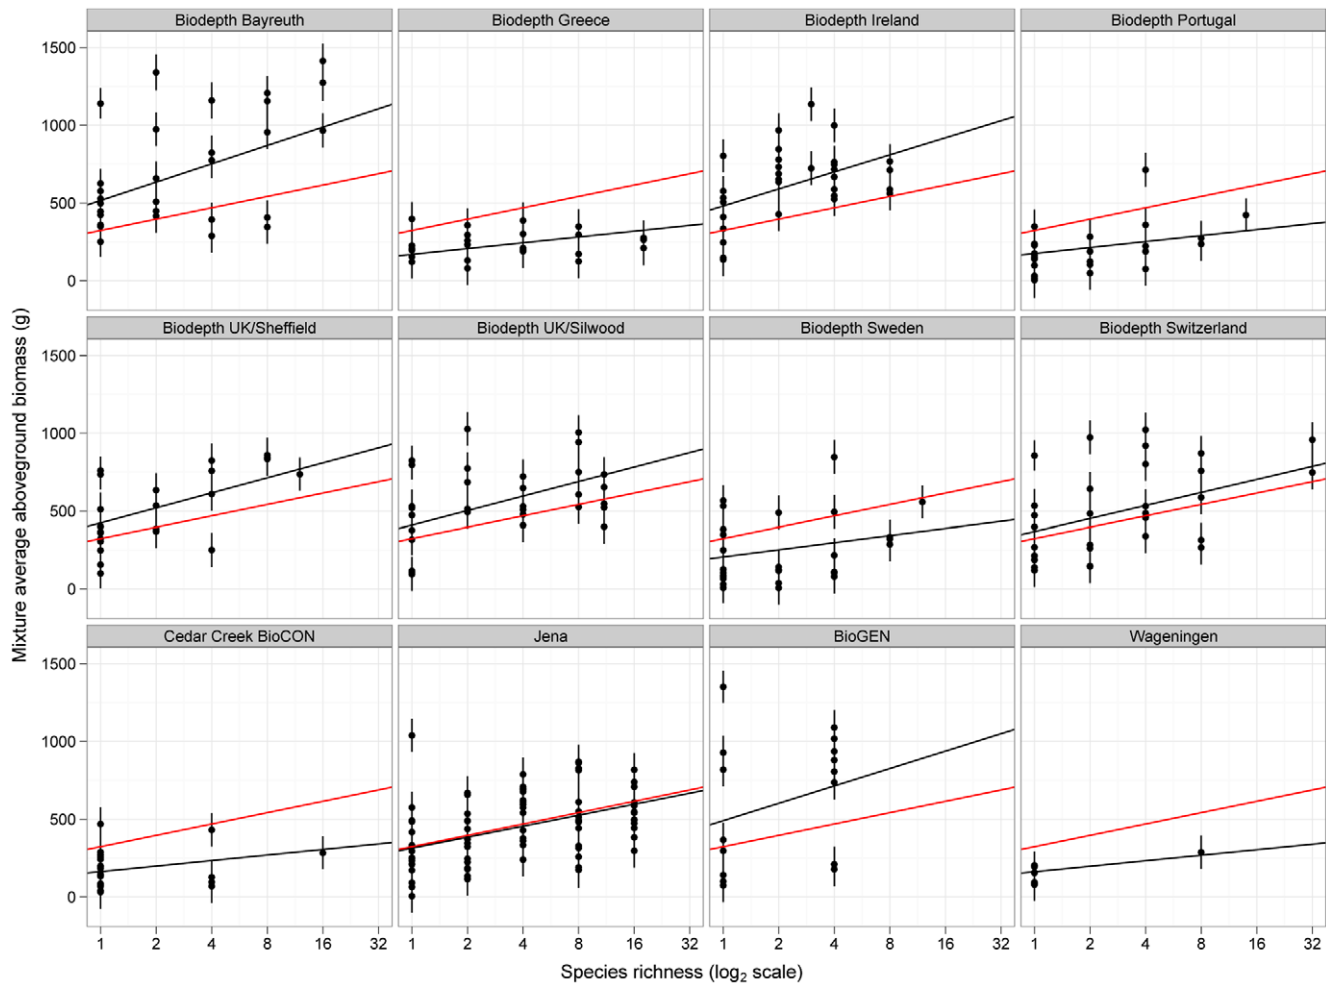 Biodepth Bayreuth Biodepth Greece Biodepth Ireland Biodepth Portugal
1500
1000
500
0
Biodepth UK/Sheffield Biodepth UK/Silwood Biodepth Sweden Biodepth Switzerland
1500
1000
500
0
Cedar Creek BioCON Jena BioGEN Wageningen
1500
1000
500
0
1 2 4 8 16 32 1 2 4 8 16 32 1 2 4 8 16 32 1 2 4 8 16 32
Species richness (log₂ scale)
Mixture average aboveground biomass (g)